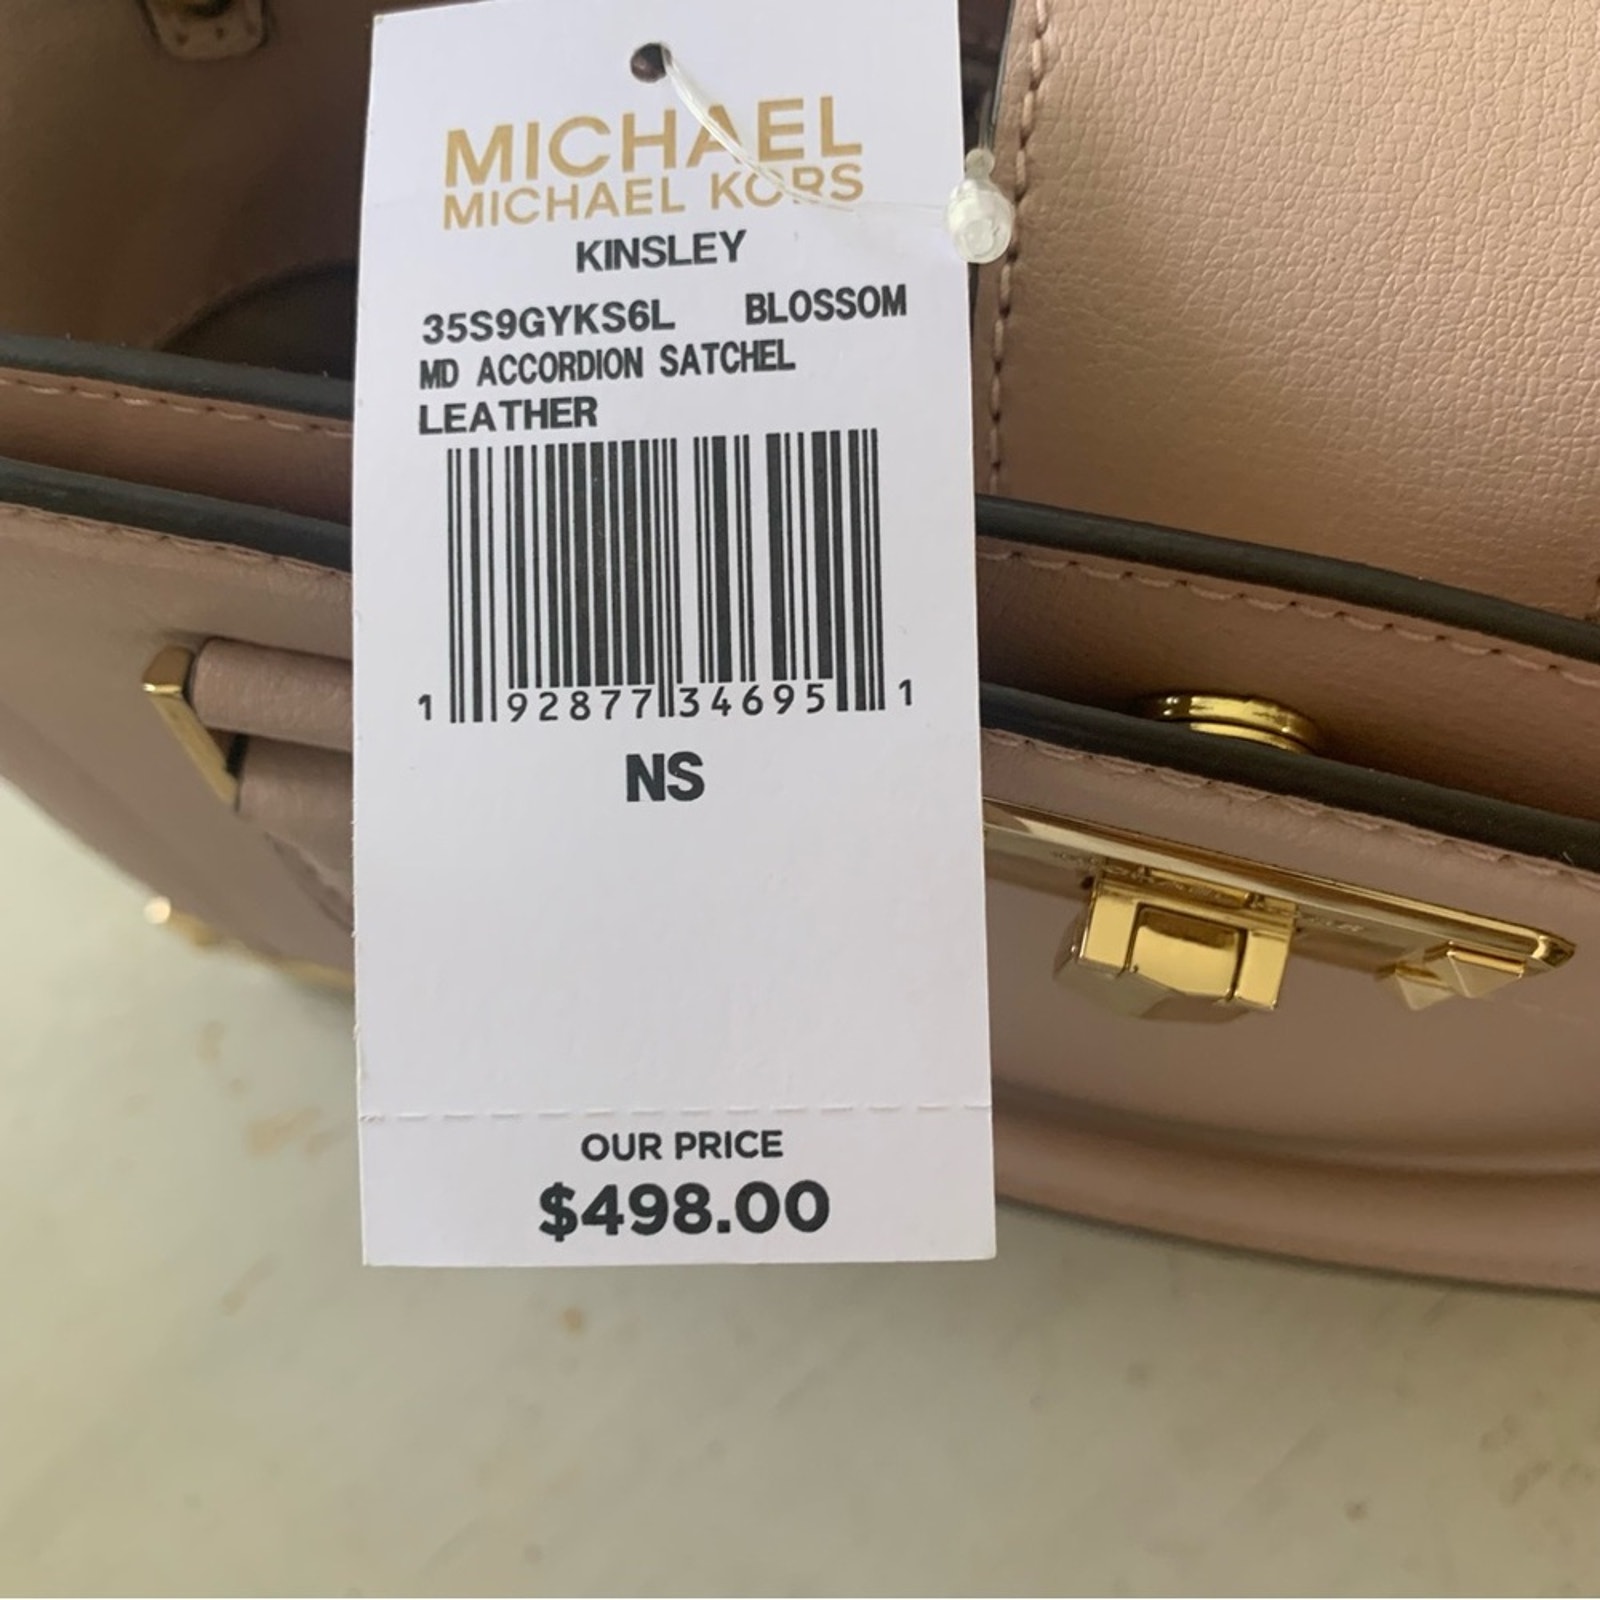 MICHAEL
MICHAEL KORS
KINSLEY
35S9GYKS6L BLOSSOM
MD ACCORDION SATCHEL
LEATHER
1 92877 34695 1
NS
OUR PRICE
$498.00